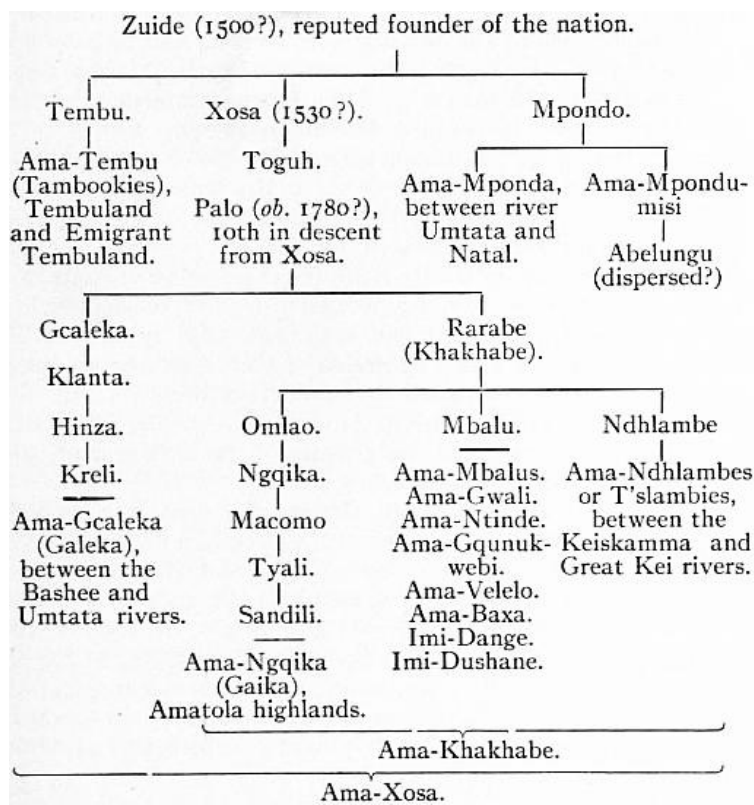 Zuide (1500?), reputed founder of the nation.
Tembu. Xosa (1530?). Mpondo.
Ama-Tembu
(Tambookies),
Tembuland
and Emigrant
Tembuland.
Toguh.
Palo (ob. 1780?),
10th in descent
from Xosa.
Ama-Mponda,
between river
Umtata and
Natal.
Ama-Mpondu-
misi
Abelungu
(dispersed?)
Gcaleka.
Klanta.
Hinza.
Kreli.
Ama-Gcaleka
(Galeka),
between the
Bashee and
Umtata rivers.
Rarabe
(Khakhabe).
Omlao.
Ngqika.
Macomo
Tyali.
Sandili.
Ama-Ngqika
(Gaika),
Amatola highlands.
Mbalu.
Ama-Mbalus.
Ama-Gwali.
Ama-Ntinde.
Ama-Gqunuk-
webi.
Ama-Velelo.
Ama-Baxa.
Imi-Dange.
Imi-Dushane.
Ndhlambe
Ama-Ndhlambes
or T'slambies,
between the
Keiskamma and
Great Kei rivers.
Ama-Khakhabe.
Ama-Xosa.